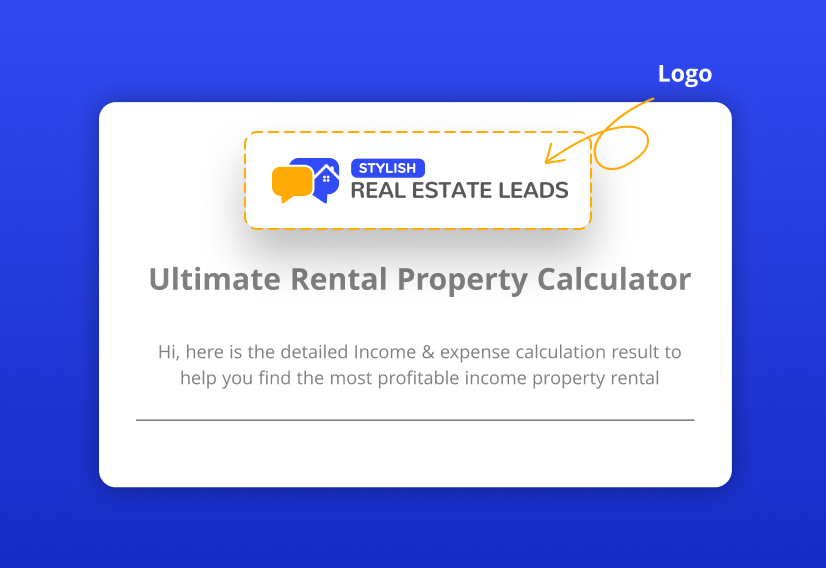 Logo
STYLISH
REAL ESTATE LEADS
Ultimate Rental Property Calculator
Hi, here is the detailed Income & expense calculation result to
help you find the most profitable income property rental